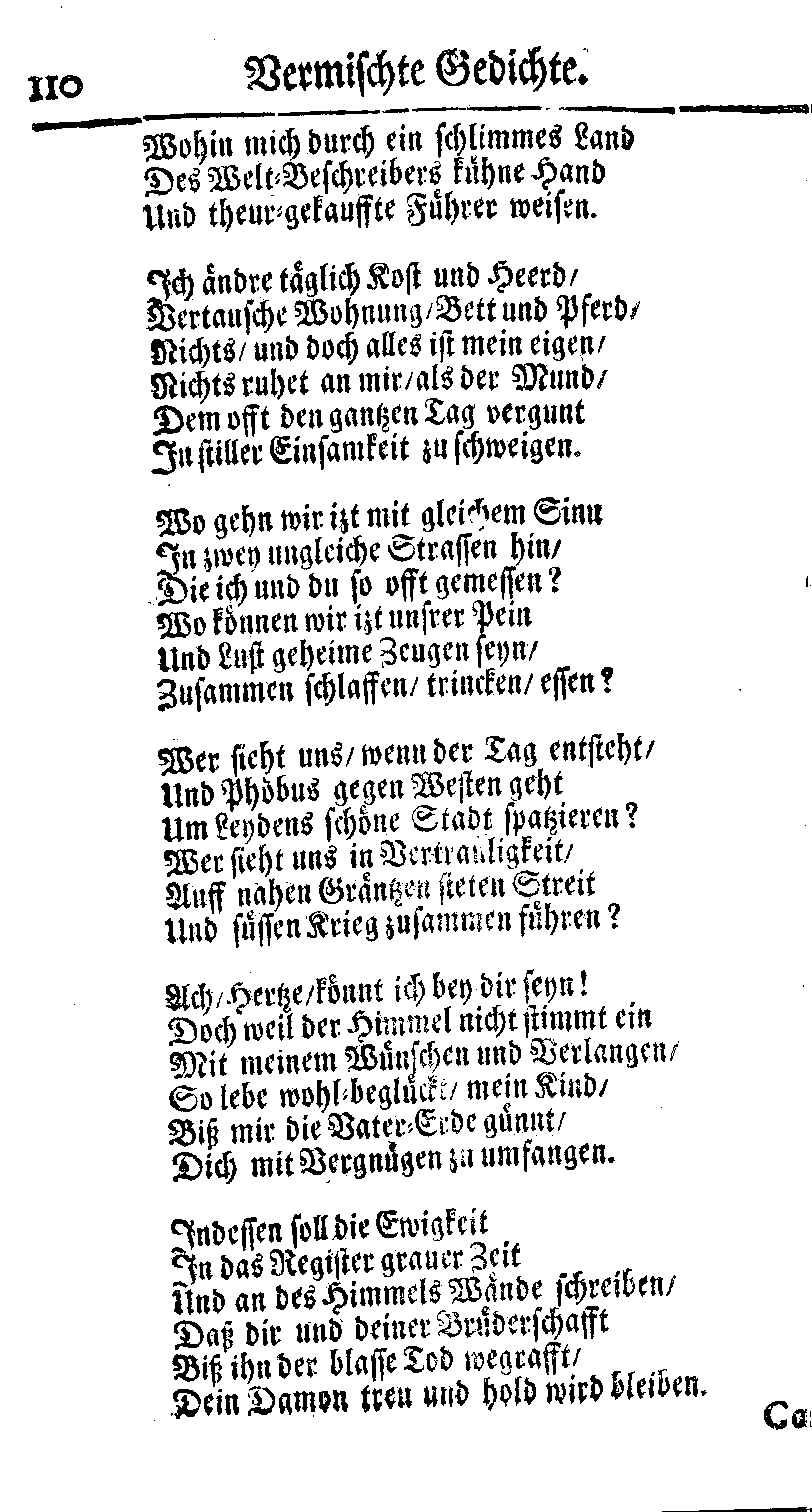 110 Vermischte Gedichte.
Wohin mich durch ein schlimmes Land
Des Welt-Beschreibers kühne Hand
Und theur-gekauffte Führer weisen.
Ich ändre täglich Kost und Heerd/
Vertausche Wohnung/Bett und Pferd/
Nichts/ und doch alles ist mein eigen/
Nichts ruhet an mir/als der Mund/
Dem offt den gantzen Tag vergunt
In stiller Einsamkeit zu schweigen.
Wo gehn wir izt mit gleichem Sinn
In zwey ungleiche Strassen hin/
Die ich und du so offt gemessen?
Wo können wir izt unsrer Pein
Und Lust geheime Zeugen seyn/
Zusammen schlaffen/ trincken/ essen?
Wer sieht uns/ wenn der Tag entsteht/
Und Phöbus gegen Westen geht
Um Leydens schöne Stadt spatzieren?
Wer sieht uns in Vertrauligkeit/
Auff nahen Gräntzen steten Streit
Und süssen Krieg zusammen führen?
Ach/Hertze/könnt ich bey dir seyn!
Doch weil der Himmel nicht stimmt ein
Mit meinem Wünschen und Verlangen/
So lebe wohl-beglückt/ mein Kind/
Biß mir die Vater-Erde günnt/
Dich mit Vergnügen zu umfangen.
Indessen soll die Ewigkeit
In das Register grauer Zeit
Und an des Himmels Wände schreiben/
Daß dir und deiner Brüderschafft
Biß ihn der blasse Tod wegrafft/
Dein Damon treu und hold wird bleiben.
Ca